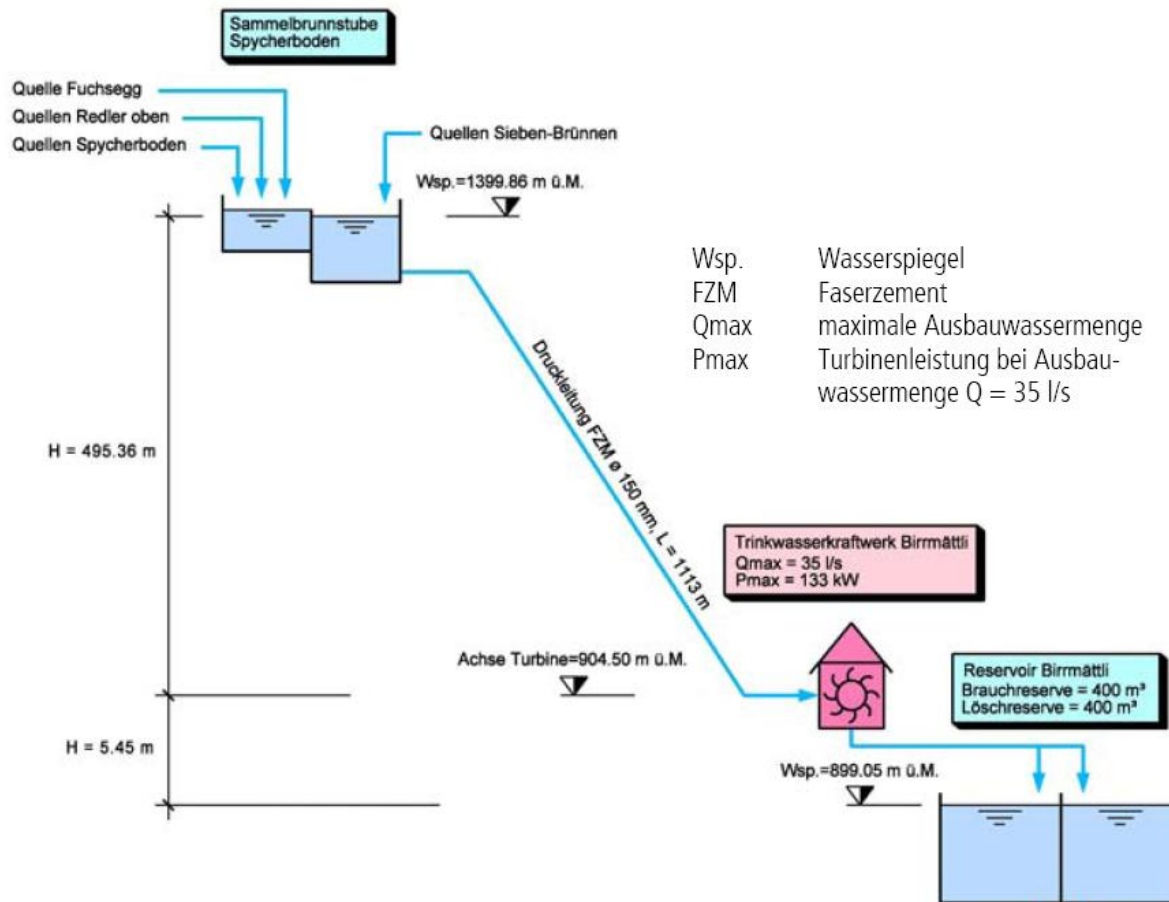 Sammelbrunnstube
Spycherboden
Quelle Fuchsegg
Quellen Redler oben
Quellen Spycherboden
Quellen Sieben-Brünnen
Wsp.=1399.86 m ü.M.
Wsp. Wasserspiegel
FZM Faserzement
Qmax maximale Ausbauwassermenge
Pmax Turbinenleistung bei Ausbau-
wassermenge Q = 35 l/s
H = 495.36 m
Druckleitung FZM ø 150 mm, L = 1113 m
Trinkwasserkraftwerk Birrmättli
Qmax = 35 l/s
Pmax = 133 kW
Achse Turbine=904.50 m ü.M.
Reservoir Birrmättli
Brauchreserve = 400 m³
Löschreserve = 400 m³
H = 5.45 m
Wsp.=899.05 m ü.M.